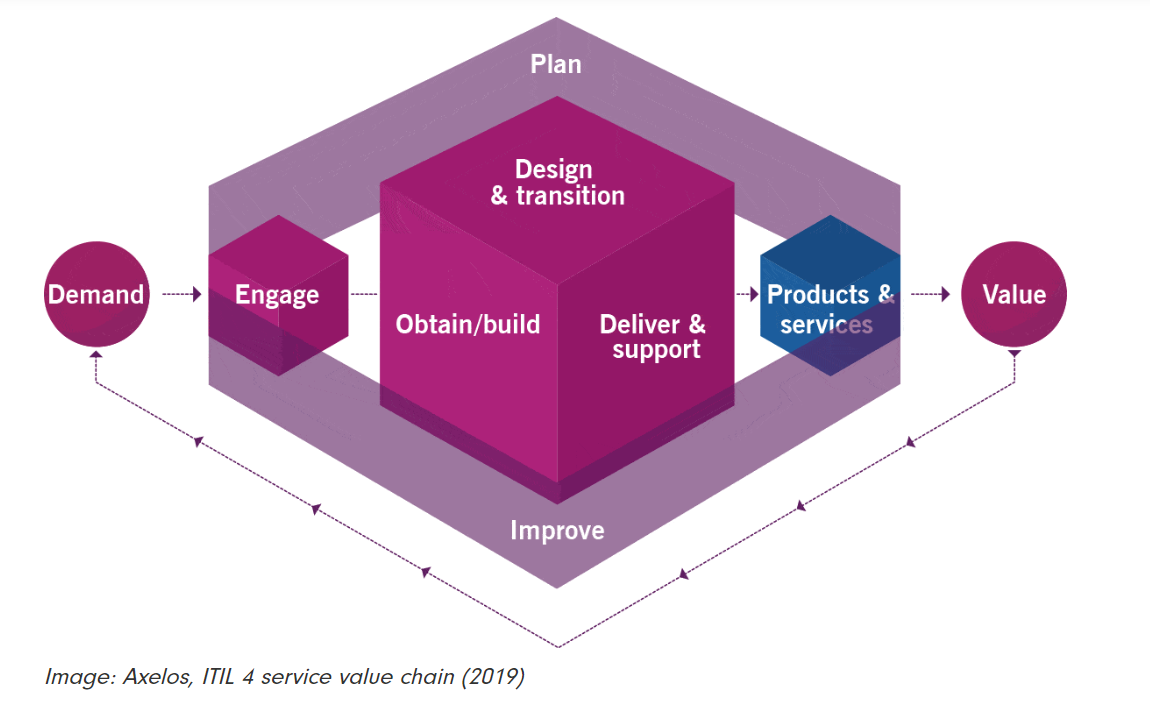 Plan
Design
& transition
Demand
Engage
Obtain/build
Deliver &
support
Products &
services
Value
Improve
Image: Axelos, ITIL 4 service value chain (2019)